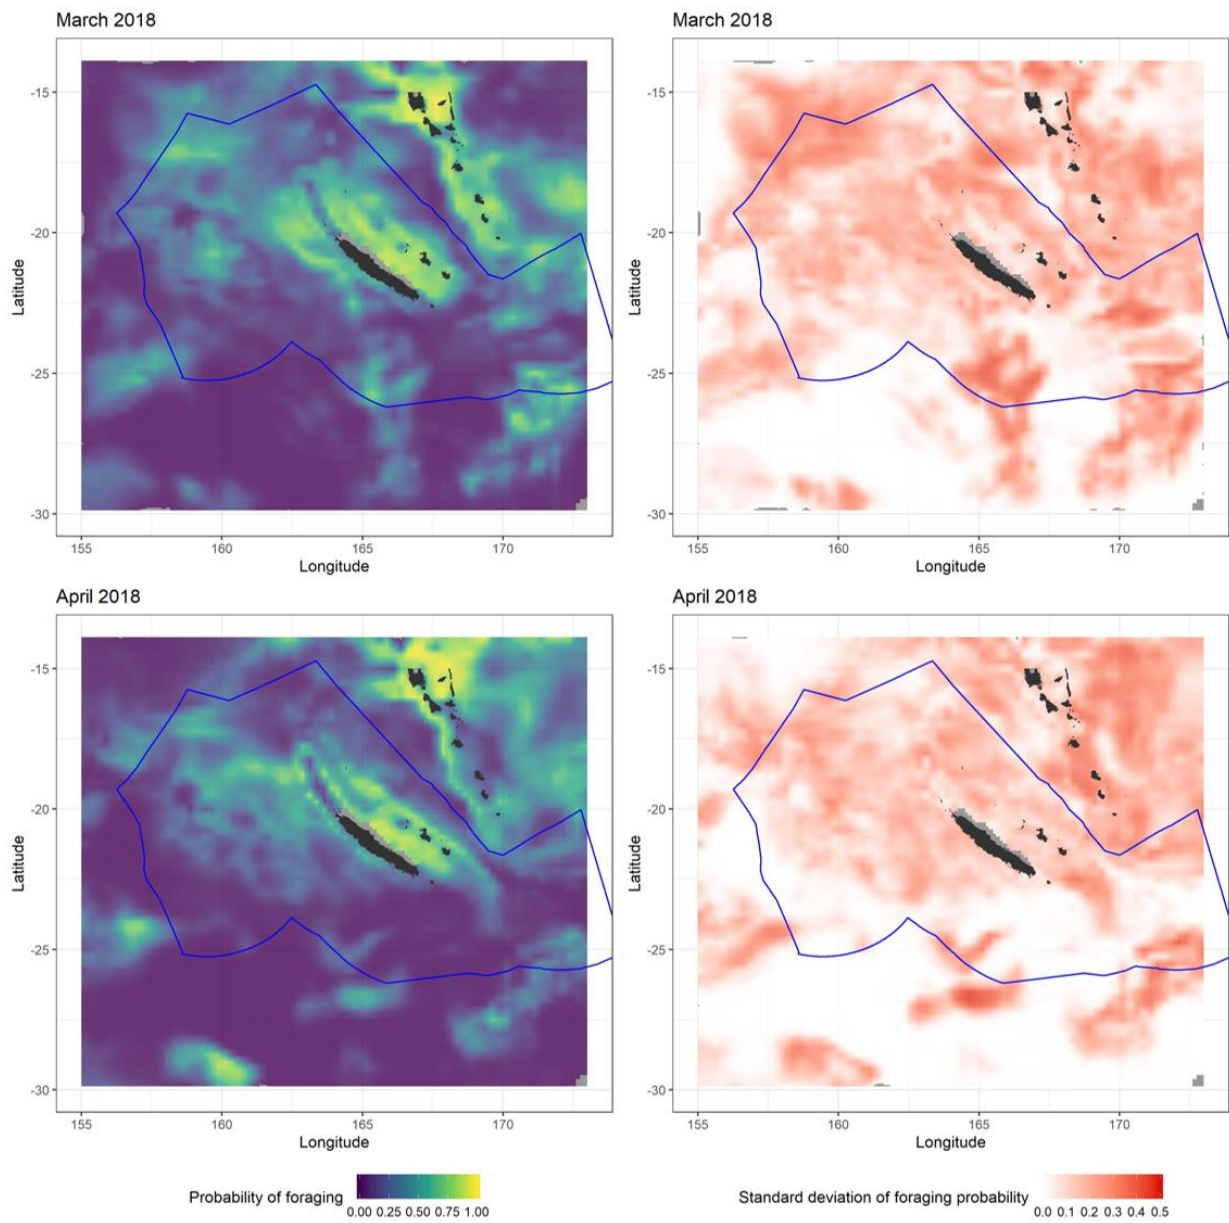 March 2018
March 2018
-15
-20
-25
-30
Latitude
155 160 165 170
Longitude
-15
-20
-25
-30
Latitude
155 160 165 170
Longitude
April 2018
April 2018
-15
-20
-25
-30
Latitude
155 160 165 170
Longitude
-15
-20
-25
-30
Latitude
155 160 165 170
Longitude
Probability of foraging
0.00 0.25 0.50 0.75 1.00
Standard deviation of foraging probability
0.0 0.1 0.2 0.3 0.4 0.5